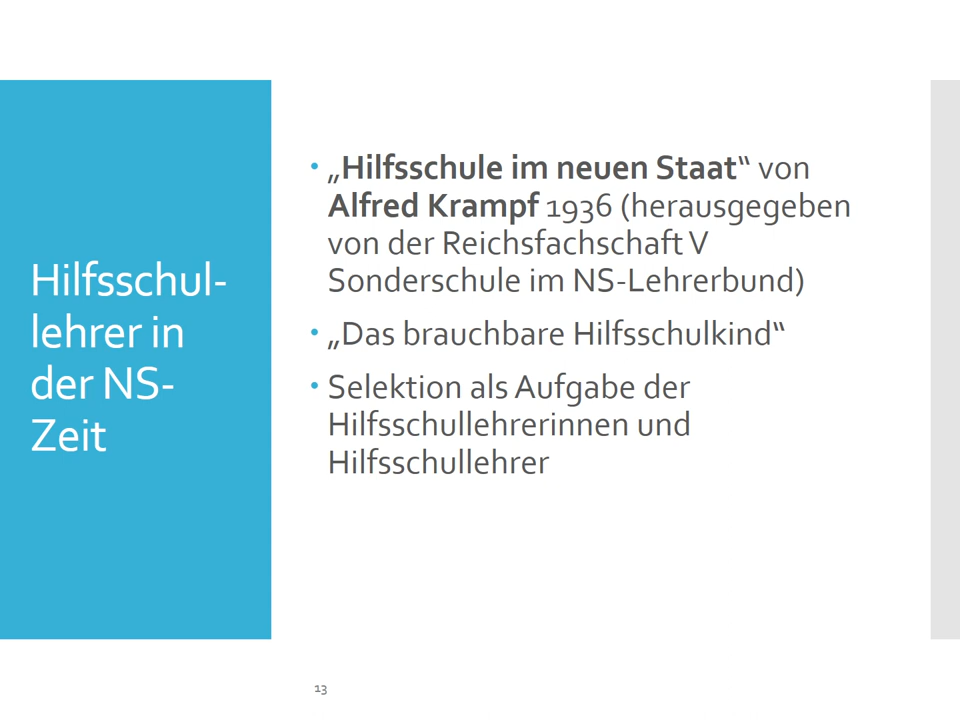 Hilfsschul-
lehrer in
der NS-
Zeit
• „Hilfsschule im neuen Staat“ von
Alfred Krampf 1936 (herausgegeben
von der Reichsfachschaft V
Sonderschule im NS-Lehrerbund)
• „Das brauchbare Hilfsschulkind“
• Selektion als Aufgabe der
Hilfsschullehrerinnen und
Hilfsschullehrer
13